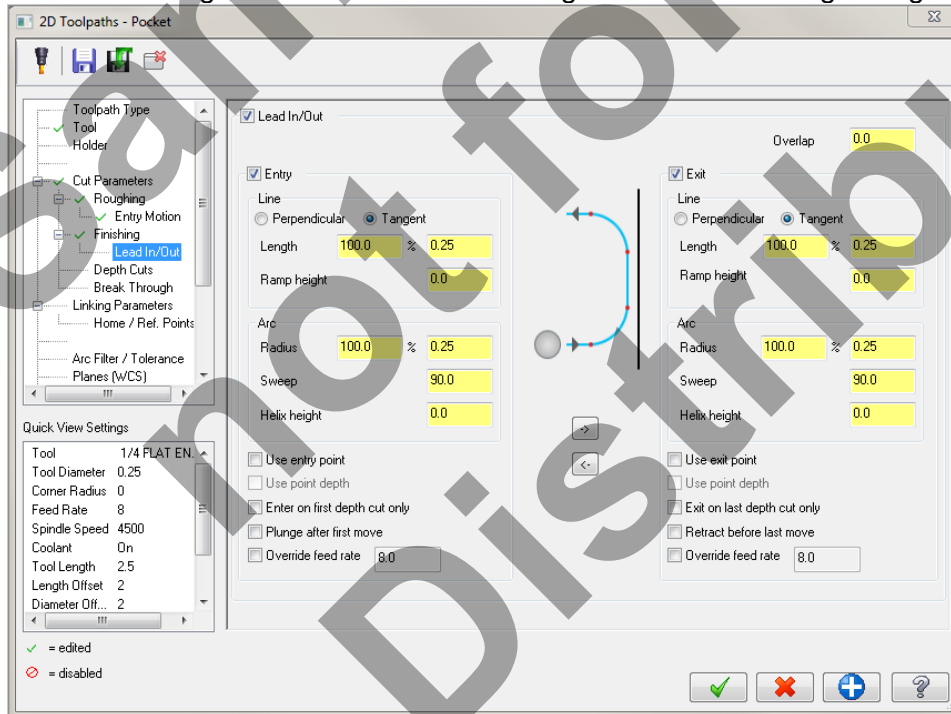 2D Toolpaths - Pocket
Toolpath Type
Tool
Holder
Cut Parameters
Roughing
Entry Motion
Finishing
Lead In/Out
Depth Cuts
Break Through
Linking Parameters
Home / Ref. Points
Arc Filter / Tolerance
Planes (WCS)
Quick View Settings
Tool 1/4 FLAT EN.
Tool Diameter 0.25
Corner Radius 0
Feed Rate 8
Spindle Speed 4500
Coolant On
Tool Length 2.5
Length Offset 2
Diameter Off... 2
= edited
= disabled
Lead In/Out
Overlap 0.0
Entry
Line
Perpendicular Tangent
Length 100.0 % 0.25
Ramp height 0.0
Arc
Radius 100.0 % 0.25
Sweep 90.0
Helix height 0.0
Use entry point
Use point depth
Enter on first depth cut only
Plunge after first move
Override feed rate 8.0
->
<-
Exit
Line
Perpendicular Tangent
Length 100.0 % 0.25
Ramp height 0.0
Arc
Radius 100.0 % 0.25
Sweep 90.0
Helix height 0.0
Use exit point
Use point depth
Exit on last depth cut only
Retract before last move
Override feed rate 8.0
?
not for